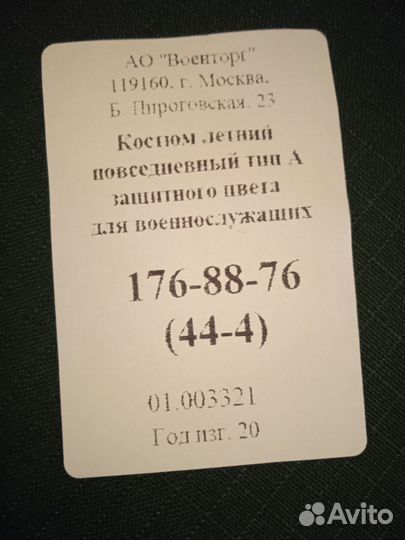 АО "Военторг"
119160. г. Москва.
Б. Пироговская. 23
Костюм летний
повседневный тип А
защитного цвета
для военнослужащих
176-88-76
(44-4)
01.003321
Год изг. 20
Avito